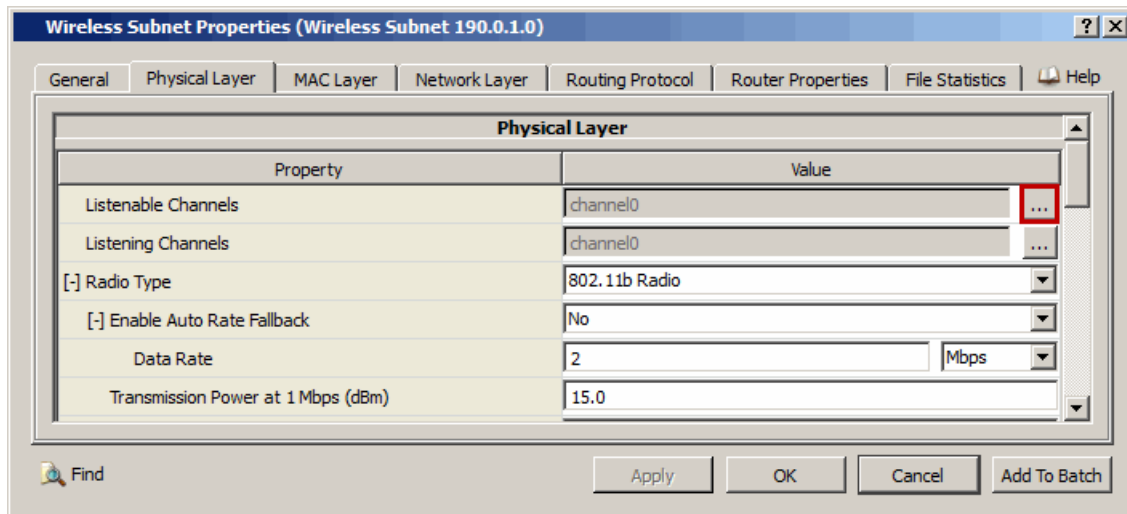 Wireless Subnet Properties (Wireless Subnet 190.0.1.0)
General Physical Layer MAC Layer Network Layer Routing Protocol Router Properties File Statistics Help
Physical Layer
Property Value
Listenable Channels channel0 ...
Listening Channels channel0 ...
[-] Radio Type 802.11b Radio
[-] Enable Auto Rate Fallback No
Data Rate 2 Mbps
Transmission Power at 1 Mbps (dBm) 15.0
Find Apply OK Cancel Add To Batch